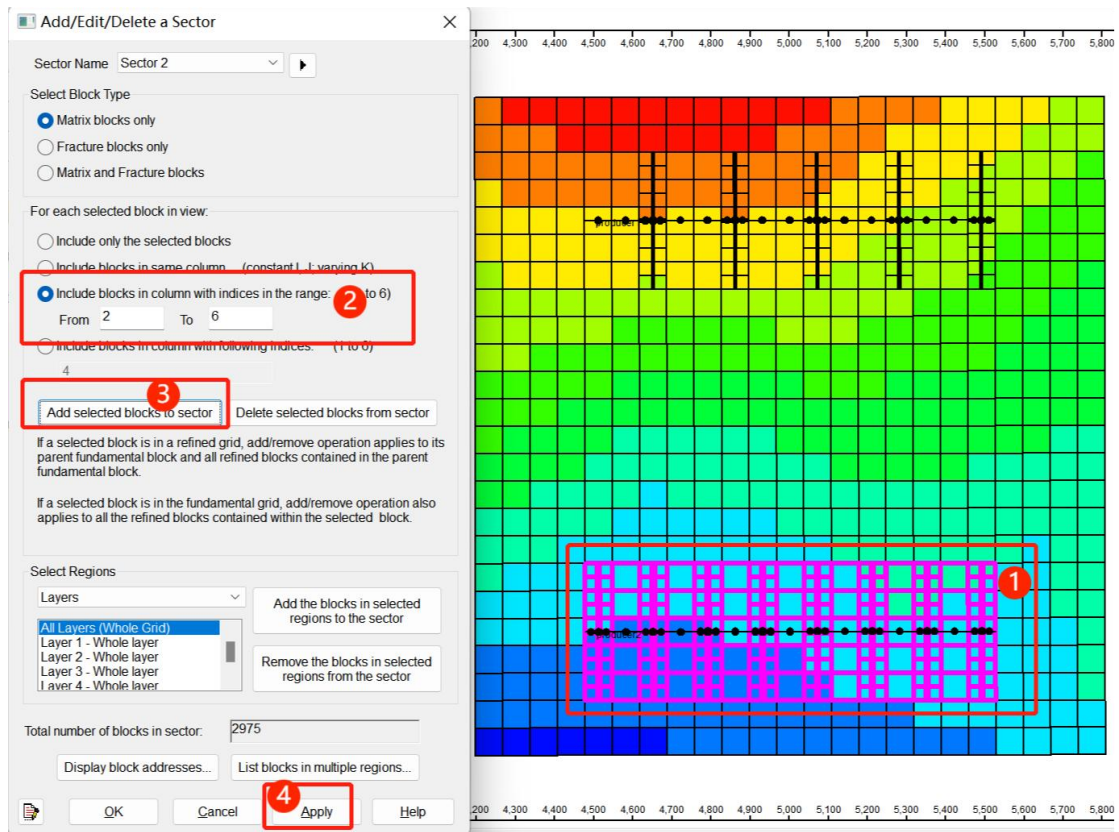 Add/Edit/Delete a Sector
Sector Name Sector 2
Select Block Type
Matrix blocks only
Fracture blocks only
Matrix and Fracture blocks
For each selected block in view:
Include only the selected blocks
Include blocks in same column (constant I, J; varying K)
Include blocks in column with indices in the range: to 6)
2
From 2 To 6
Include blocks in column with following indices: (1 to 6)
4
3
Add selected blocks to sector Delete selected blocks from sector
If a selected block is in a refined grid, add/remove operation applies to its
parent fundamental block and all refined blocks contained in the parent
fundamental block.
If a selected block is in the fundamental grid, add/remove operation also
applies to all the refined blocks contained within the selected block.
Select Regions
Layers
All Layers (Whole Grid)
Layer 1 - Whole layer
Layer 2 - Whole layer
Layer 3 - Whole layer
Layer 4 - Whole layer
Add the blocks in selected
regions to the sector
Remove the blocks in selected
regions from the sector
Total number of blocks in sector: 2975
Display block addresses... List blocks in multiple regions...
4
OK Cancel Apply Help
,200 4,300 4,400 4,500 4,600 4,700 4,800 4,900 5,000 5,100 5,200 5,300 5,400 5,500 5,600 5,700 5,800
producer
1
producer2
,200 4,300 4,400 4,500 4,600 4,700 4,800 4,900 5,000 5,100 5,200 5,300 5,400 5,500 5,600 5,700 5,800